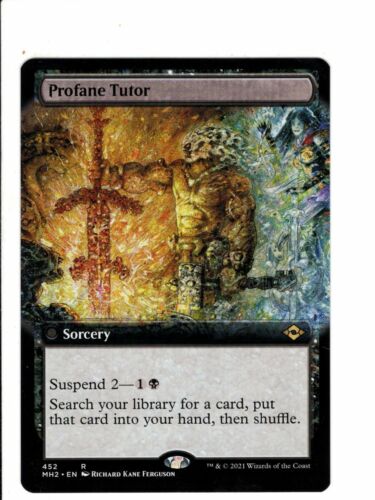 Profane Tutor
Sorcery
Suspend 2—1
Search your library for a card, put
that card into your hand, then shuffle.
452 R
MH2 • EN RICHARD KANE FERGUSON
™ & © 2021 Wizards of the Coast